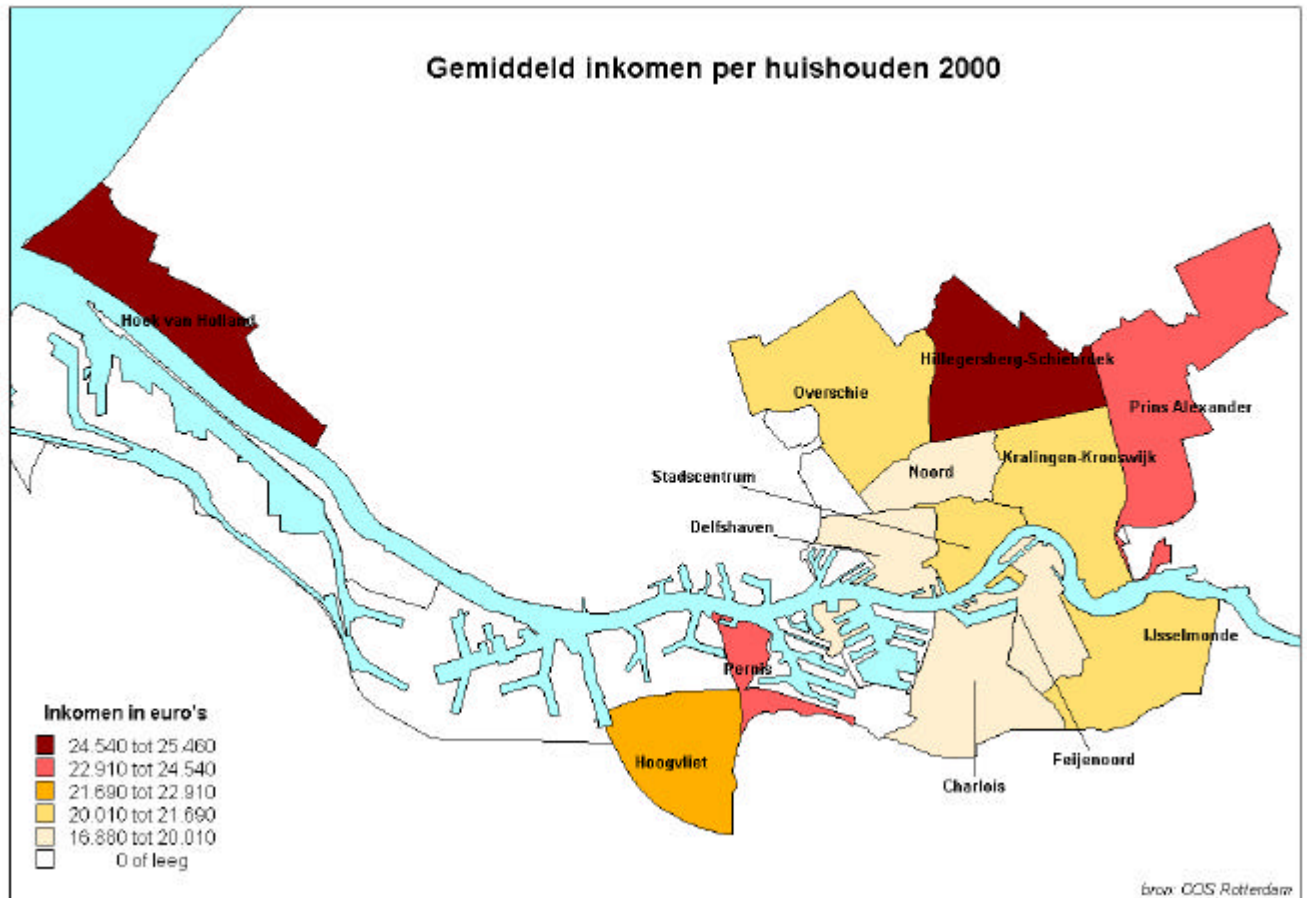 Gemiddeld inkomen per huishouden 2000
Hoek van Holland
Hillegersberg-Schiebroek
Overschie
Prins Alexander
Noord
Kralingen-Krooswijk
Stadscentrum
Delfshaven
IJsselmonde
Pernis
Hoogvliet
Feijenoord
Charlois
Inkomen in euro's
24.540 tot 25.460
22.910 tot 24.540
21.690 tot 22.910
20.010 tot 21.690
16.880 tot 20.010
0 of leeg
bron: COS Rotterdam